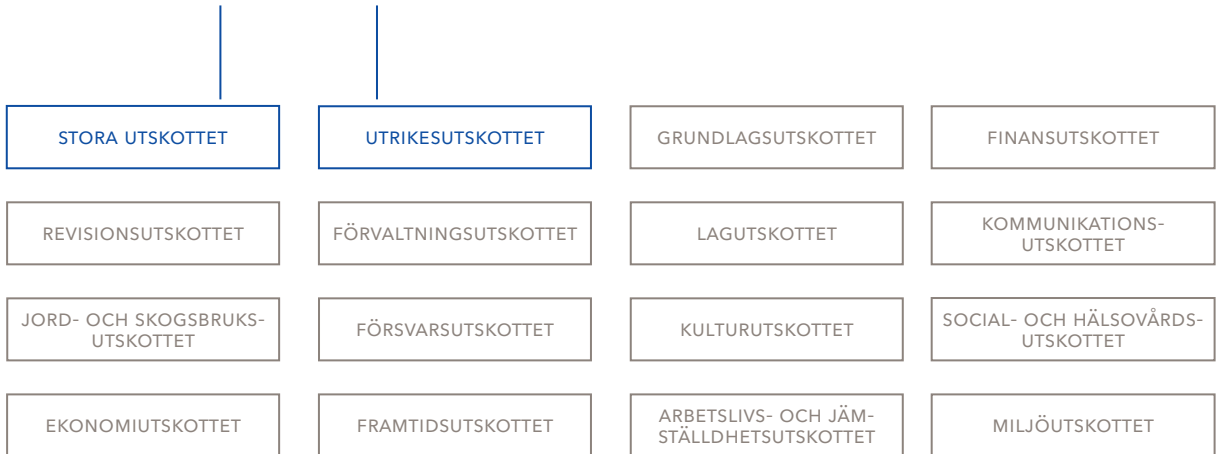 STORA UTSKOTTET
UTRIKESUTSKOTTET
GRUNDLAGSUTSKOTTET
FINANSUTSKOTTET
REVISIONSUTSKOTTET
FÖRVALTNINGSUTSKOTTET
LAGUTSKOTTET
KOMMUNIKATIONS-
UTSKOTTET
JORD- OCH SKOGSBRUKS-
UTSKOTTET
FÖRSVARSUTSKOTTET
KULTURUTSKOTTET
SOCIAL- OCH HÄLSOVÅRDS-
UTSKOTTET
EKONOMIUTSKOTTET
FRAMTIDSUTSKOTTET
ARBETSLIVS- OCH JÄM-
STÄLLDHETSUTSKOTTET
MILJÖUTSKOTTET